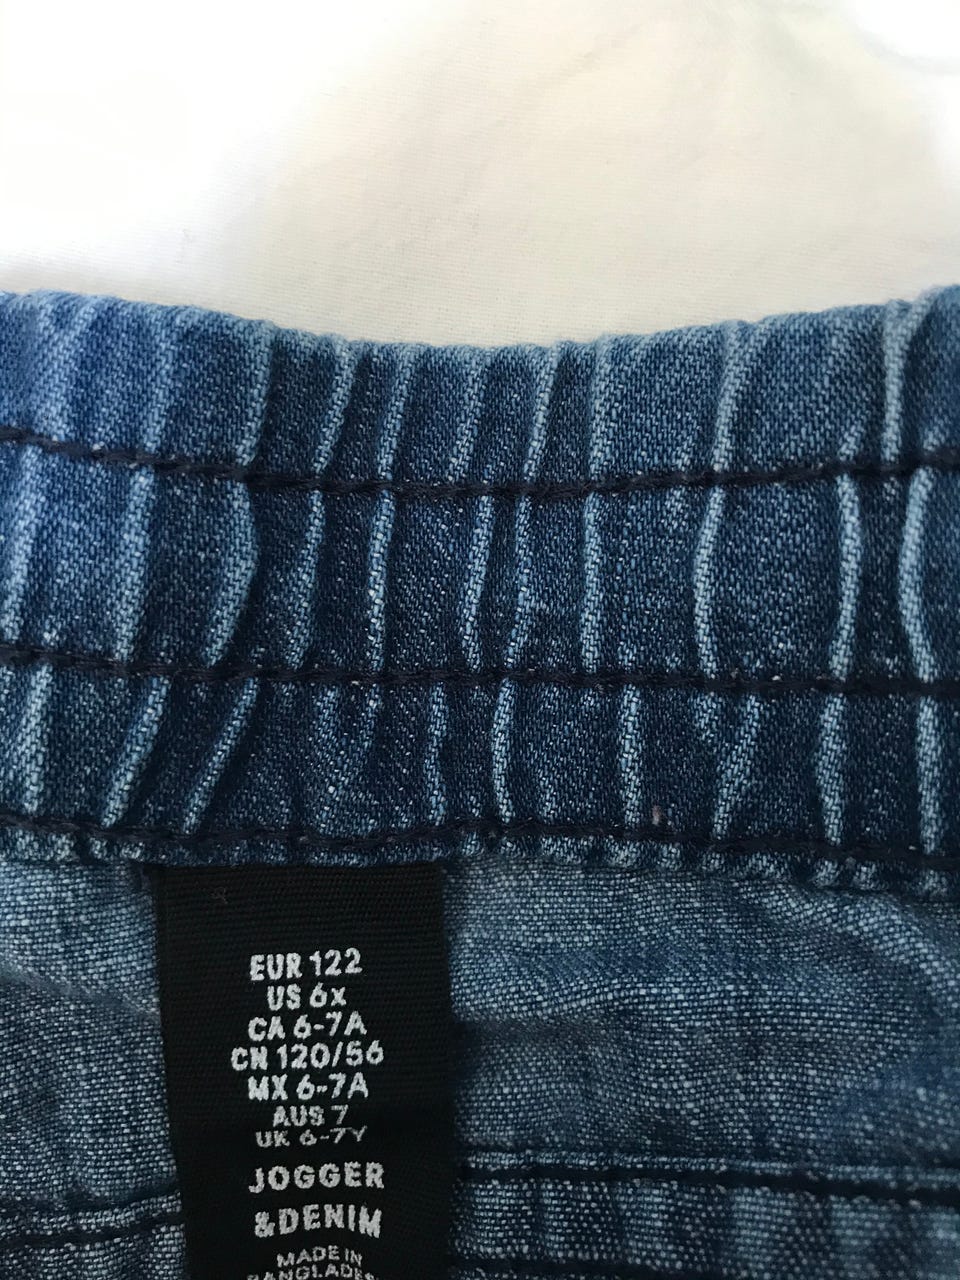 EUR 122
US 6x
CA 6-7A
CN 120/56
MX 6-7A
AUS 7
UK 6-7Y
JOGGER
&DENIM
MADE IN
BANGLADESH